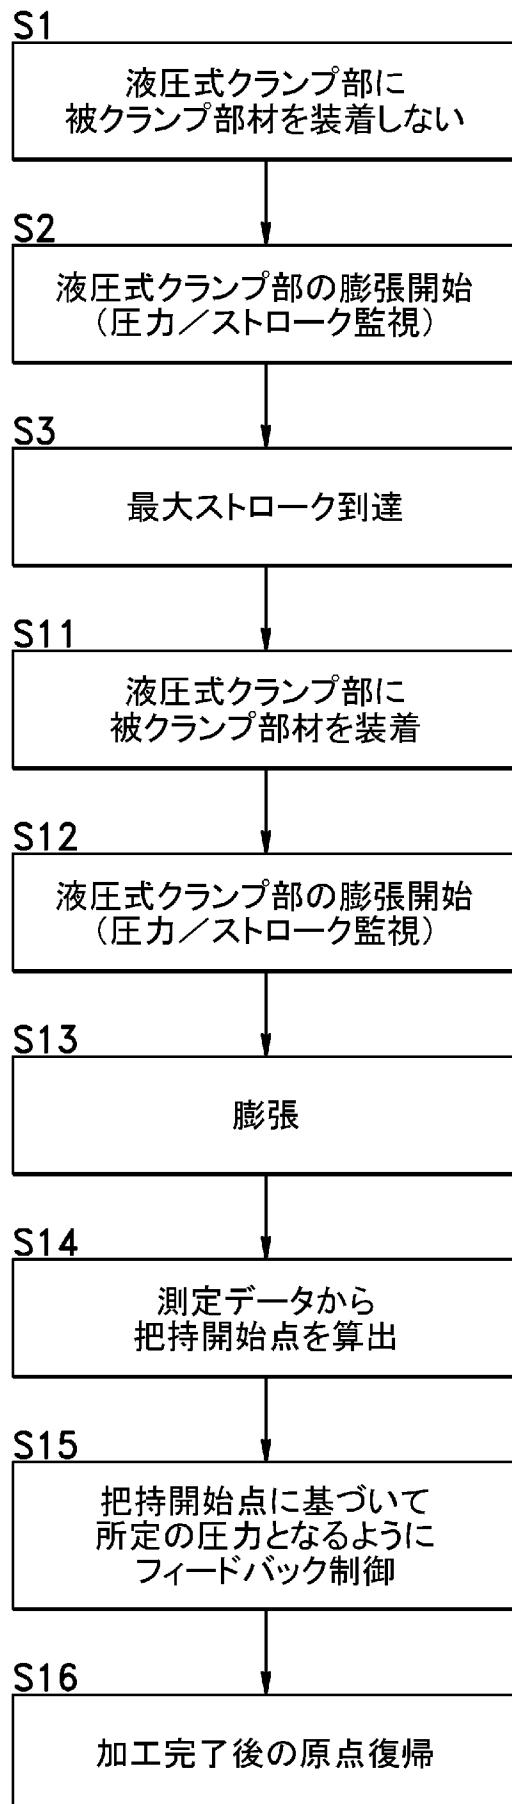 S1
液圧式クランプ部に
被クランプ部材を装着しない
S2
液圧式クランプ部の膨張開始
（圧力／ストローク監視）
S3
最大ストローク到達
S11
液圧式クランプ部に
被クランプ部材を装着
S12
液圧式クランプ部の膨張開始
（圧力／ストローク監視）
S13
膨張
S14
測定データから
把持開始点を算出
S15
把持開始点に基づいて
所定の圧力となるように
フィードバック制御
S16
加工完了後の原点復帰